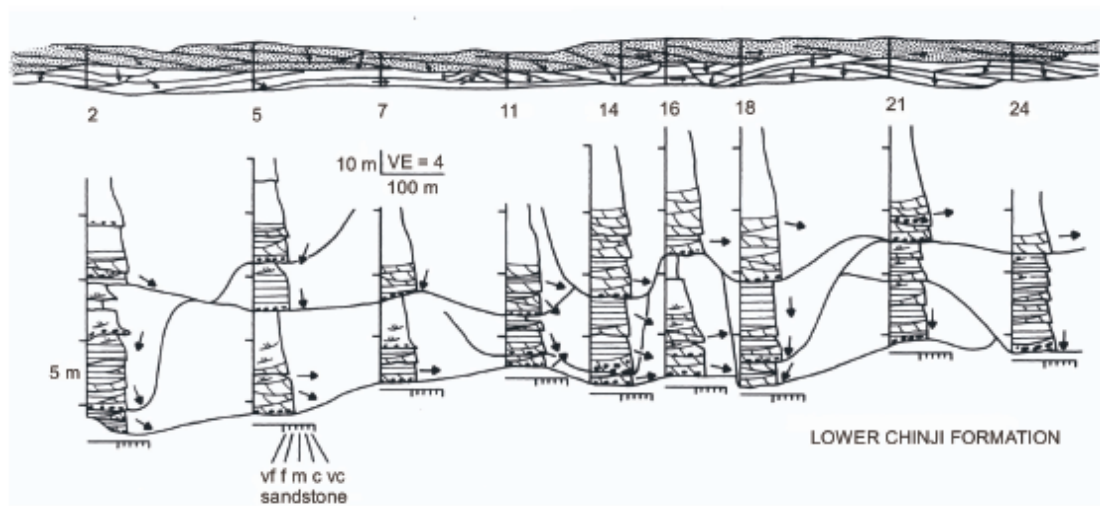 2 5 7 11 14 16 18 21 24
10 m VE = 4
100 m
5 m
LOWER CHINJI FORMATION
vf f m c vc
sandstone